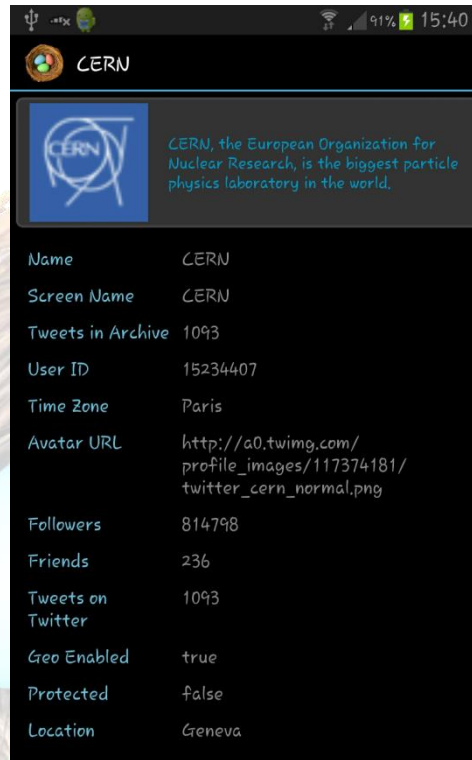 91% 15:40
CERN
CERN
CERN, the European Organization for
Nuclear Research, is the biggest particle
physics laboratory in the world.
Name CERN
Screen Name CERN
Tweets in Archive 1093
User ID 15234407
Time Zone Paris
Avatar URL http://a0.twimg.com/
profile_images/117374181/
twitter_cern_normal.png
Followers 814798
Friends 236
Tweets on 1093
Twitter
Geo Enabled true
Protected false
Location Geneva